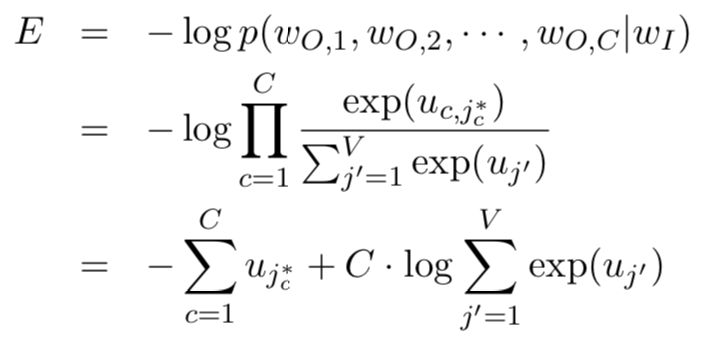 E = − log p(w_{O,1}, w_{O,2}, ⋯ , w_{O,C}|w_I)
= − log ∏_{c=1}^{C} \frac{exp(u_{c,j_c^*})}{∑_{j'=1}^{V} exp(u_{j'})}
= − ∑_{c=1}^{C} u_{j_c^*} + C · log ∑_{j'=1}^{V} exp(u_{j'})